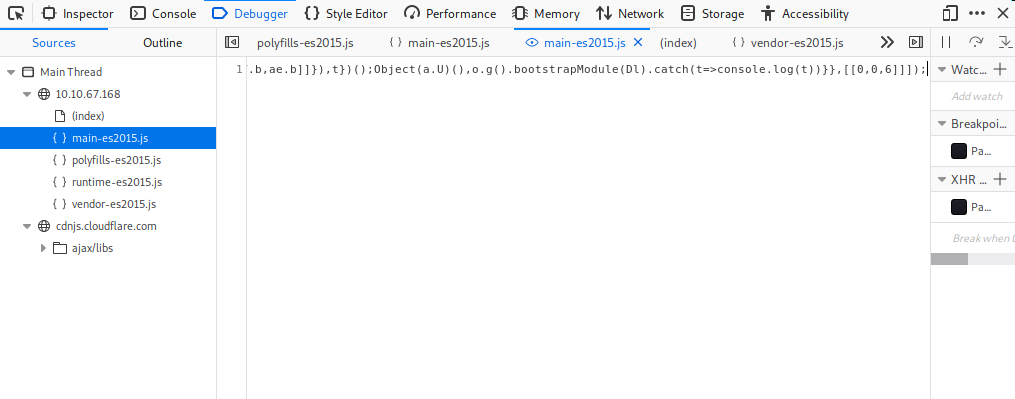 Inspector Console Debugger Style Editor Performance Memory Network Storage Accessibility
Sources Outline
polyfills-es2015.js { } main-es2015.js main-es2015.js (index) { } vendor-es2015.js
Main Thread
10.10.67.168
(index)
{ } main-es2015.js
{ } polyfills-es2015.js
{ } runtime-es2015.js
{ } vendor-es2015.js
cdnjs.cloudflare.com
ajax/libs
1 .b,ae.b]]}),t})();Object(a.U)(),o.g().bootstrapModule(Dl).catch(t=>console.log(t))}},[[0,0,6]]]);
Watc...
Add watch
Breakpoi...
Pa...
XHR ...
Pa...
Break when